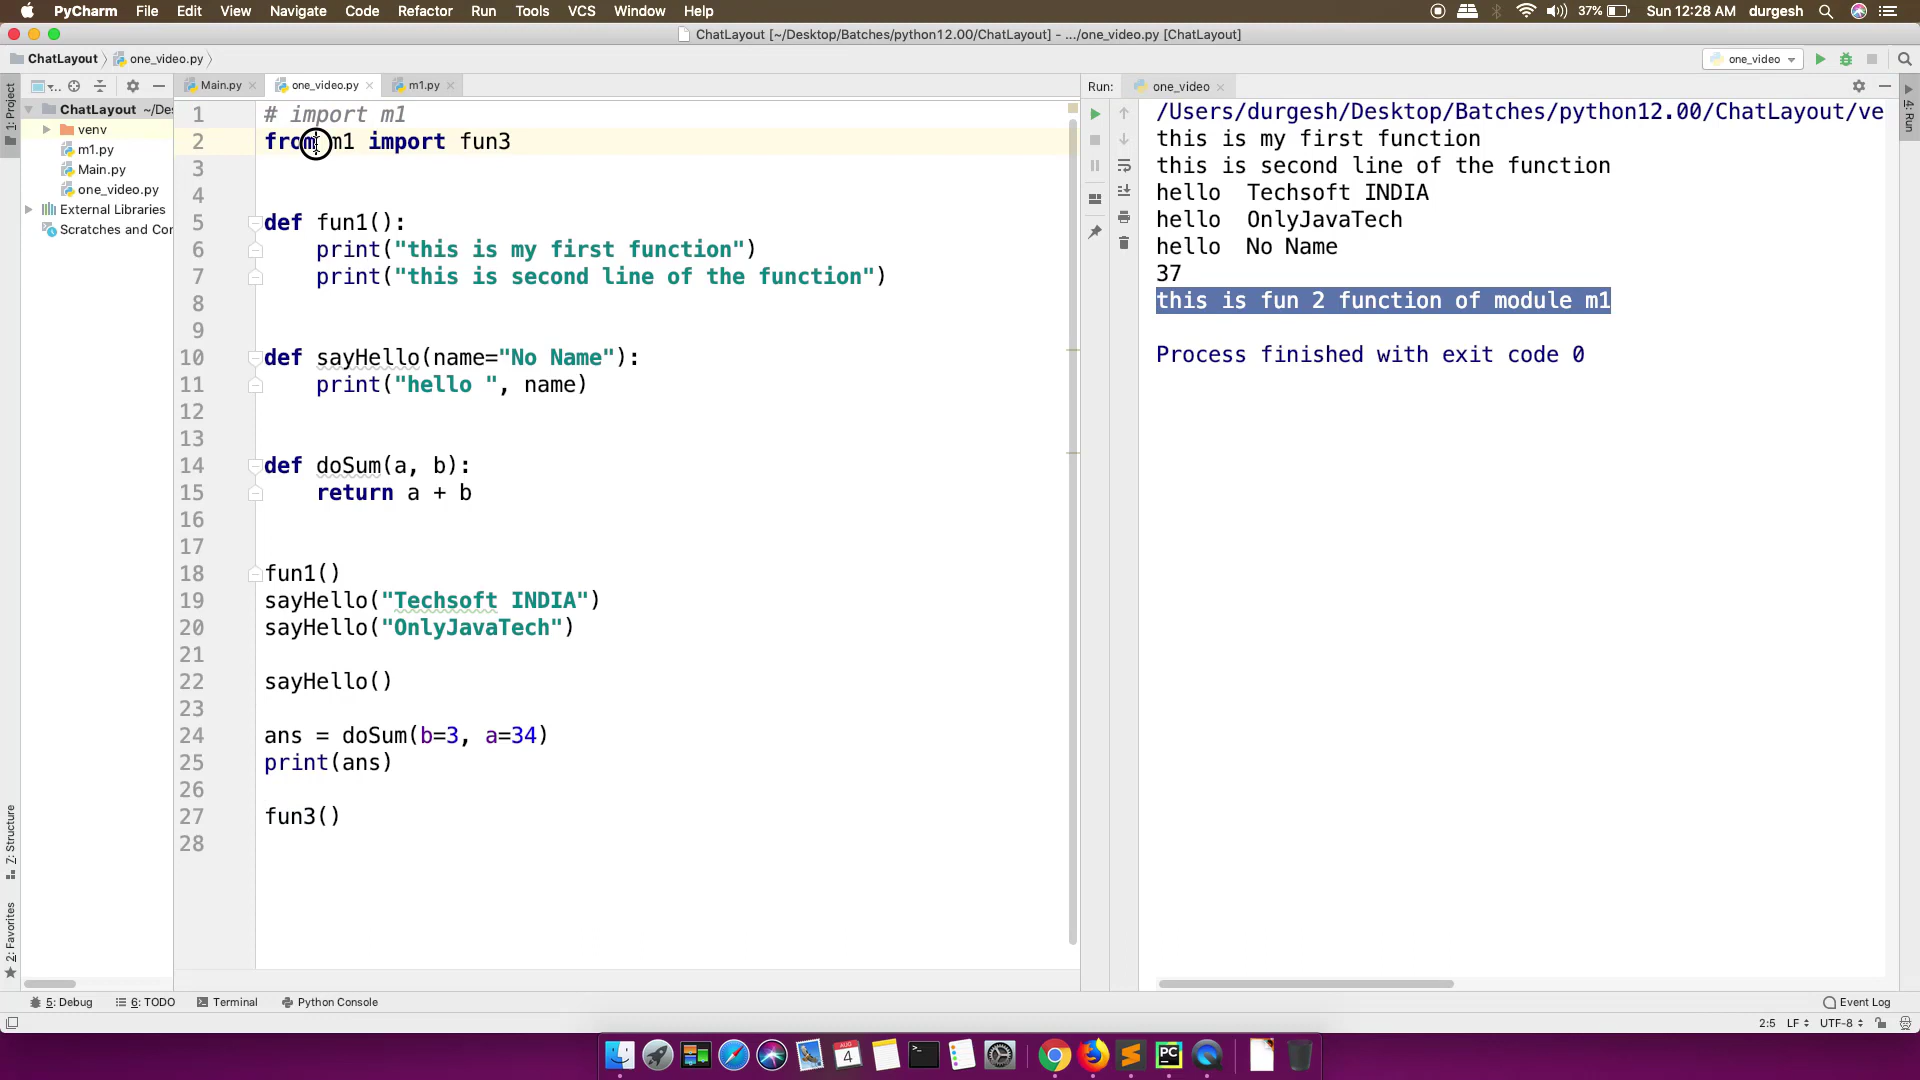 PyCharm File Edit View Navigate Code Refactor Run Tools VCS Window Help 37% Sun 12:28 AM durgesh
ChatLayout [~/Desktop/Batches/python12.00/ChatLayout] - .../one_video.py [ChatLayout]
ChatLayout one_video.py one_video
1: Project
ChatLayout ~/Des
venv
m1.py
Main.py
one_video.py
External Libraries
Scratches and Cor
Z: Structure
2: Favorites
Main.py one_video.py m1.py
1 # import m1
2 from m1 import fun3
3
4
5 def fun1():
6 print("this is my first function")
7 print("this is second line of the function")
8
9
10 def sayHello(name="No Name"):
11 print("hello ", name)
12
13
14 def doSum(a, b):
15 return a + b
16
17
18 fun1()
19 sayHello("Techsoft INDIA")
20 sayHello("OnlyJavaTech")
21
22 sayHello()
23
24 ans = doSum(b=3, a=34)
25 print(ans)
26
27 fun3()
28
Run: one_video
4: Run
/Users/durgesh/Desktop/Batches/python12.00/ChatLayout/ve
this is my first function
this is second line of the function
hello  Techsoft INDIA
hello  OnlyJavaTech
hello  No Name
37
this is fun 2 function of module m1
Process finished with exit code 0
5: Debug 6: TODO Terminal Python Console Event Log
2:5 LF UTF-8
AUG
4
PC